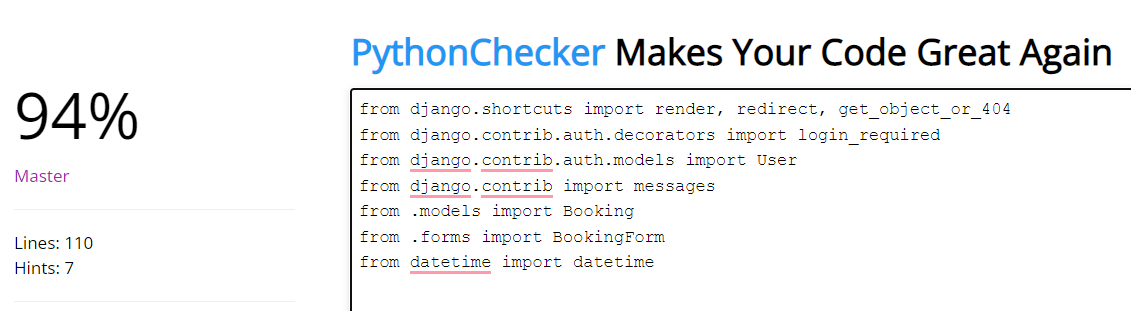 PythonChecker Makes Your Code Great Again
94%
Master
Lines: 110
Hints: 7
from django.shortcuts import render, redirect, get_object_or_404
from django.contrib.auth.decorators import login_required
from django.contrib.auth.models import User
from django.contrib import messages
from .models import Booking
from .forms import BookingForm
from datetime import datetime